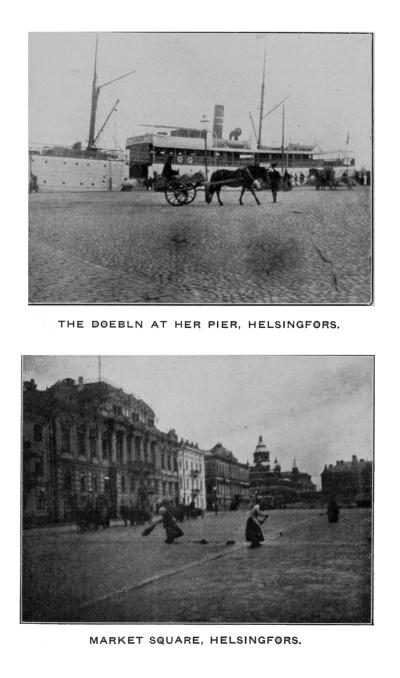 THE DOEBLN AT HER PIER, HELSINGFORS.
MARKET SQUARE, HELSINGFORS.